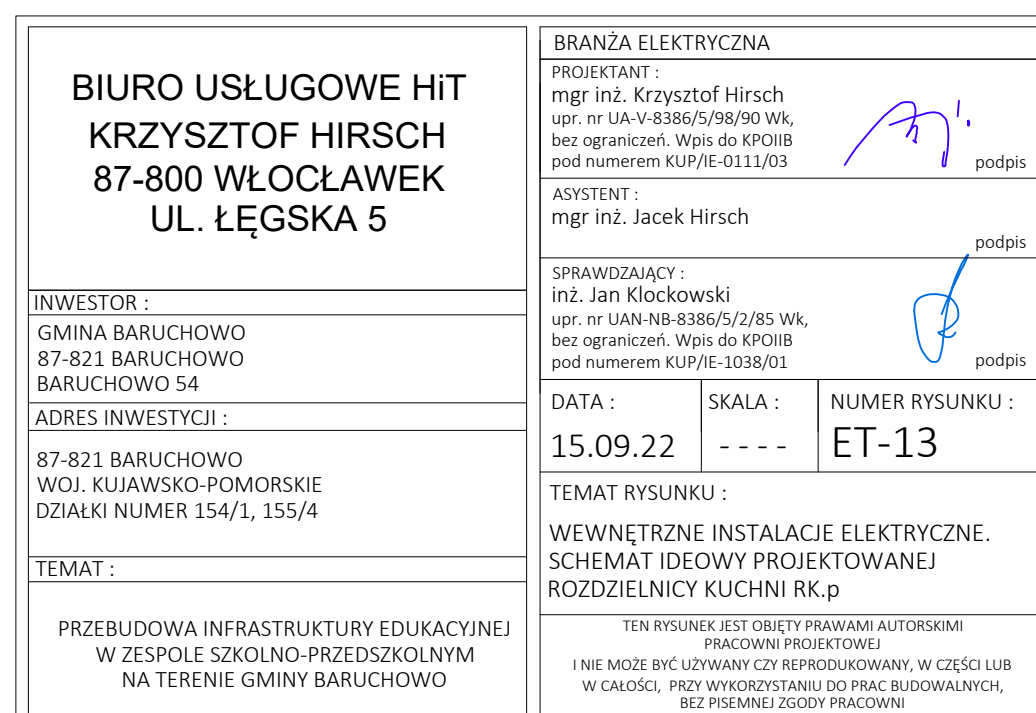 BIURO USŁUGOWE HiT
KRZYSZTOF HIRSCH
87-800 WŁOCŁAWEK
UL. ŁĘGSKA 5
INWESTOR :
GMINA BARUCHOWO
87-821 BARUCHOWO
BARUCHOWO 54
ADRES INWESTYCJI :
87-821 BARUCHOWO
WOJ. KUJAWSKO-POMORSKIE
DZIAŁKI NUMER 154/1, 155/4
TEMAT :
PRZEBUDOWA INFRASTRUKTURY EDUKACYJNEJ
W ZESPOLE SZKOLNO-PRZEDSZKOLNYM
NA TERENIE GMINY BARUCHOWO
BRANŻA ELEKTRYCZNA
PROJEKTANT :
mgr inż. Krzysztof Hirsch
upr. nr UA-V-8386/5/98/90 Wk,
bez ograniczeń. Wpis do KPOIIB
pod numerem KUP/IE-0111/03
podpis
ASYSTENT :
mgr inż. Jacek Hirsch
podpis
SPRAWDZAJĄCY :
inż. Jan Klockowski
upr. nr UAN-NB-8386/5/2/85 Wk,
bez ograniczeń. Wpis do KPOIIB
pod numerem KUP/IE-1038/01
podpis
DATA :
15.09.22
SKALA :
- - - -
NUMER RYSUNKU :
ET-13
TEMAT RYSUNKU :
WEWNĘTRZNE INSTALACJE ELEKTRYCZNE.
SCHEMAT IDEOWY PROJEKTOWANEJ
ROZDZIELNICY KUCHNI RK.p
TEN RYSUNEK JEST OBJĘTY PRAWAMI AUTORSKIMI
PRACOWNI PROJEKTOWEJ
I NIE MOŻE BYĆ UŻYWANY CZY REPRODUKOWANY, W CZĘŚCI LUB
W CAŁOŚCI, PRZY WYKORZYSTANIU DO PRAC BUDOWALNYCH,
BEZ PISEMNEJ ZGODY PRACOWNI